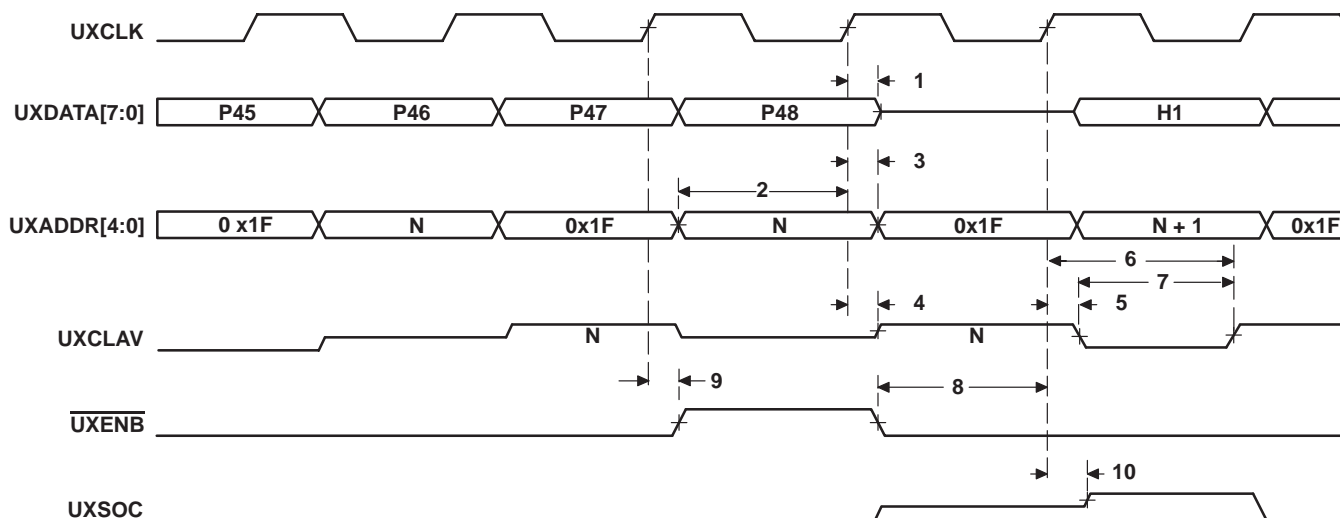 UXCLK
1
UXDATA[7:0] P45 P46 P47 P48 H1
3
2
UXADDR[4:0] 0 x1F N 0x1F N 0x1F N + 1 0x1F
6
7
4 5
UXCLAV N N
9 8
UXENB
10
UXSOC